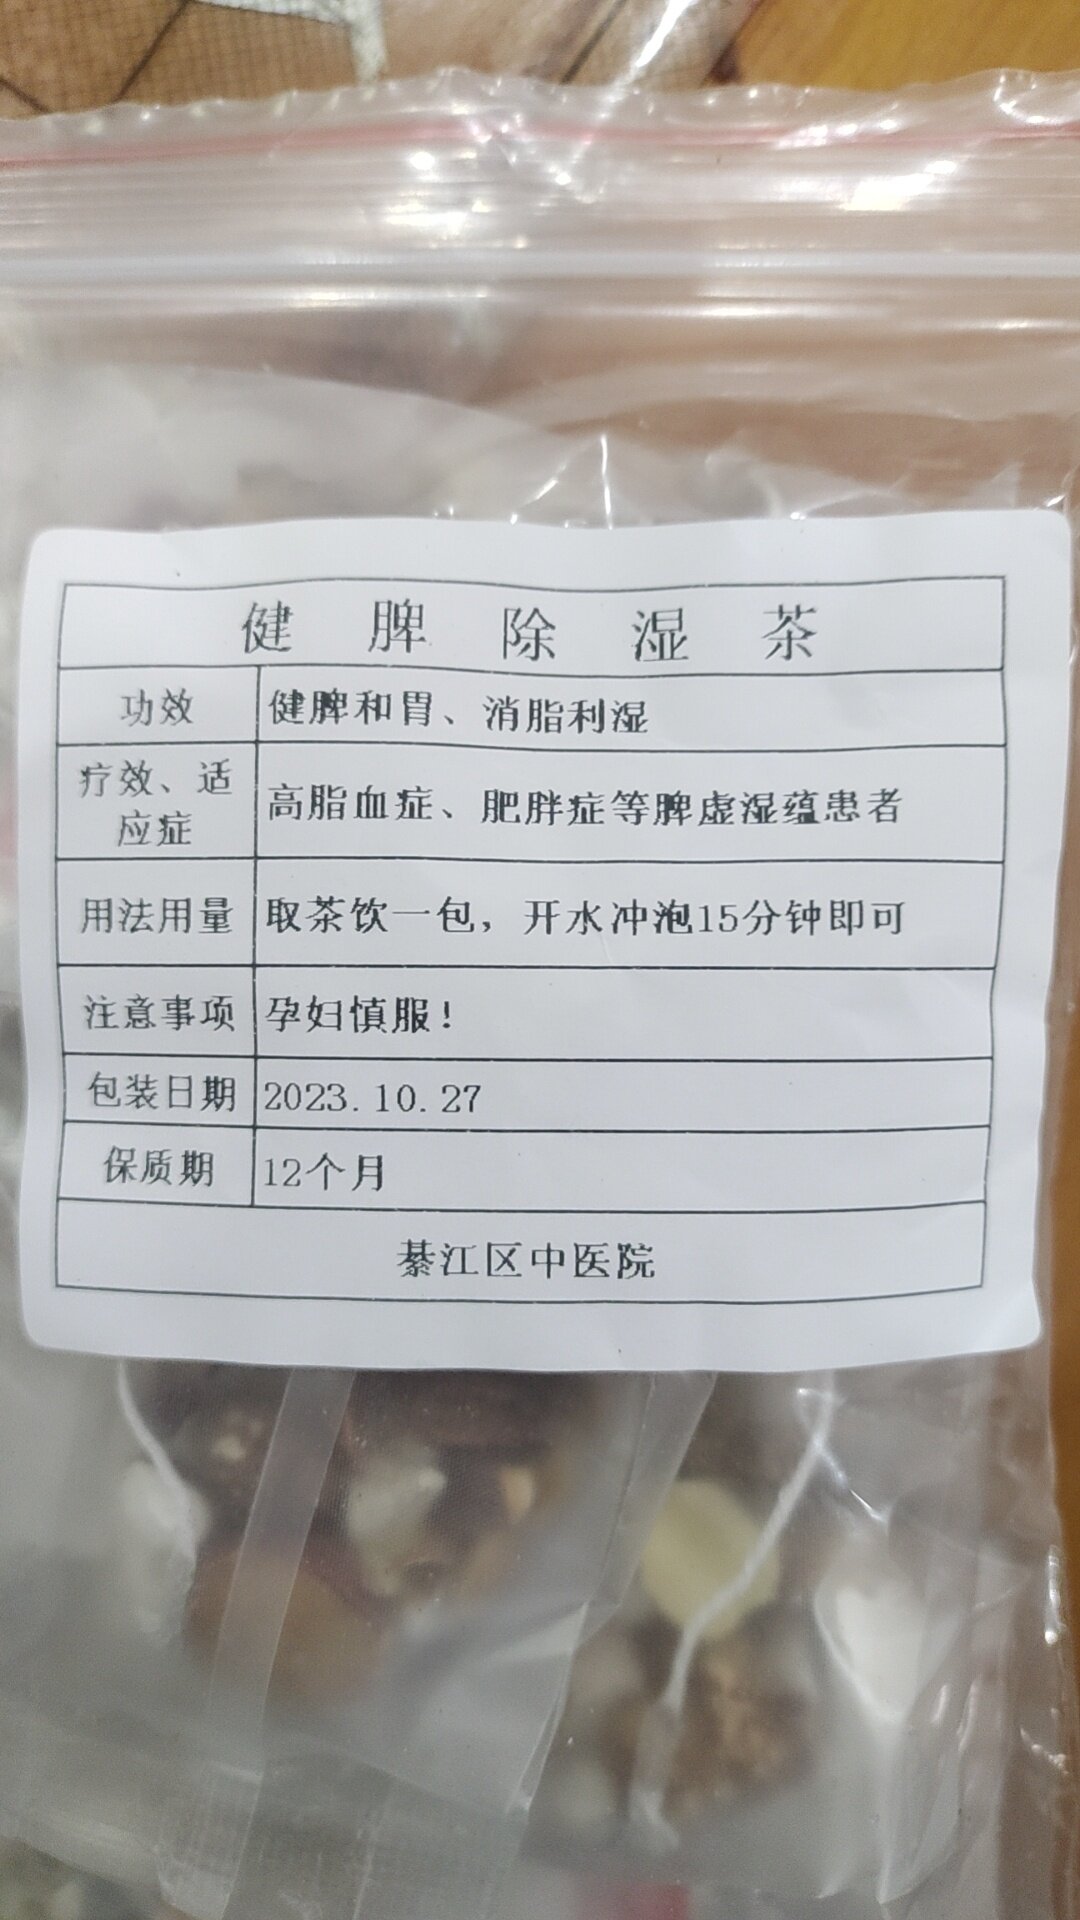 健脾除湿茶
功效 健脾和胃、消脂利湿
疗效、适应症 高脂血症、肥胖症等脾虚湿蕴患者
用法用量 取茶饮一包，开水冲泡15分钟即可
注意事项 孕妇慎服！
包装日期 2023.10.27
保质期 12个月
綦江区中医院